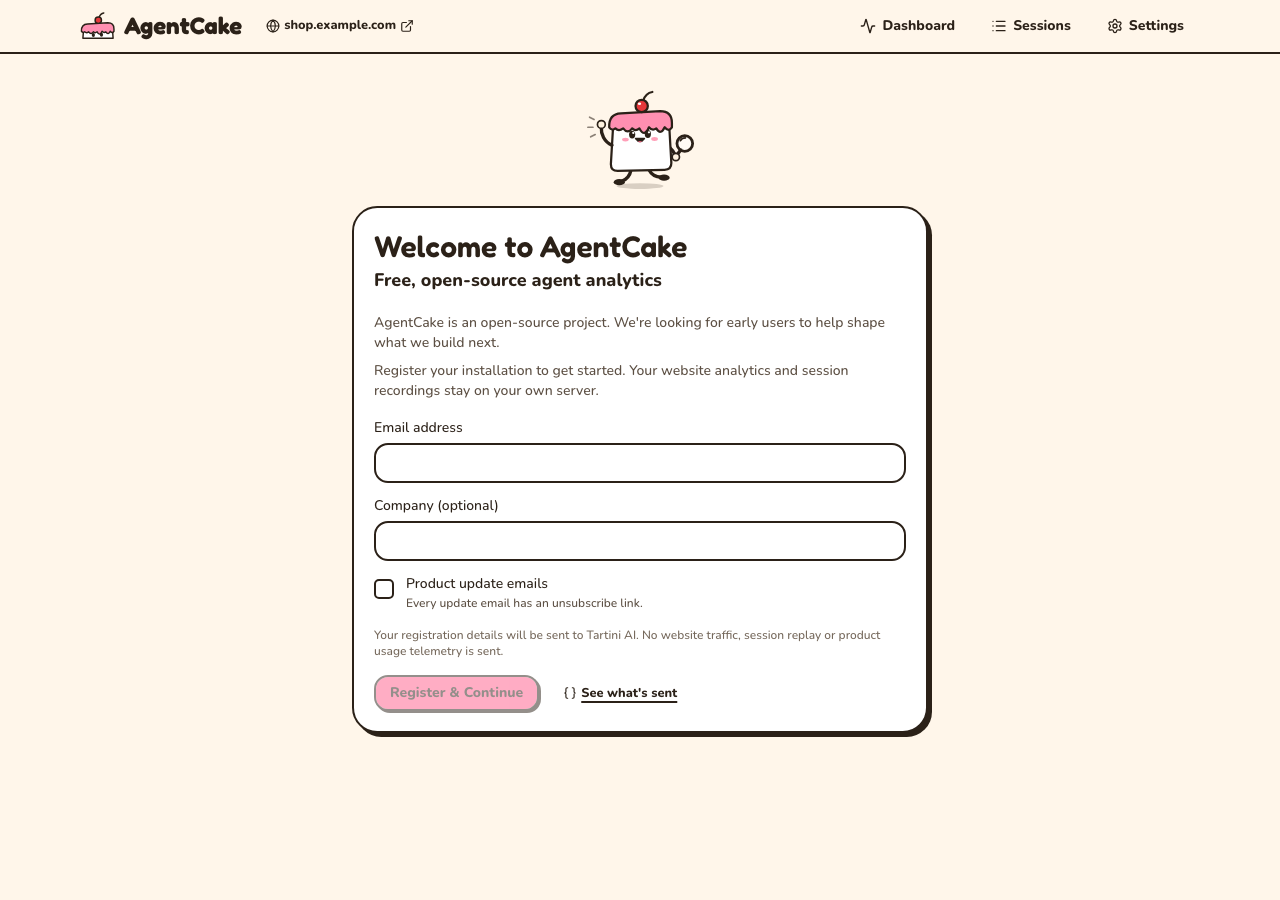 AgentCake
shop.example.com
Dashboard
Sessions
Settings
Welcome to AgentCake
Free, open-source agent analytics
AgentCake is an open-source project. We're looking for early users to help shape
what we build next.
Register your installation to get started. Your website analytics and session
recordings stay on your own server.
Email address
Company (optional)
Product update emails
Every update email has an unsubscribe link.
Your registration details will be sent to Tartini AI. No website traffic, session replay or product
usage telemetry is sent.
Register & Continue
{ } See what's sent